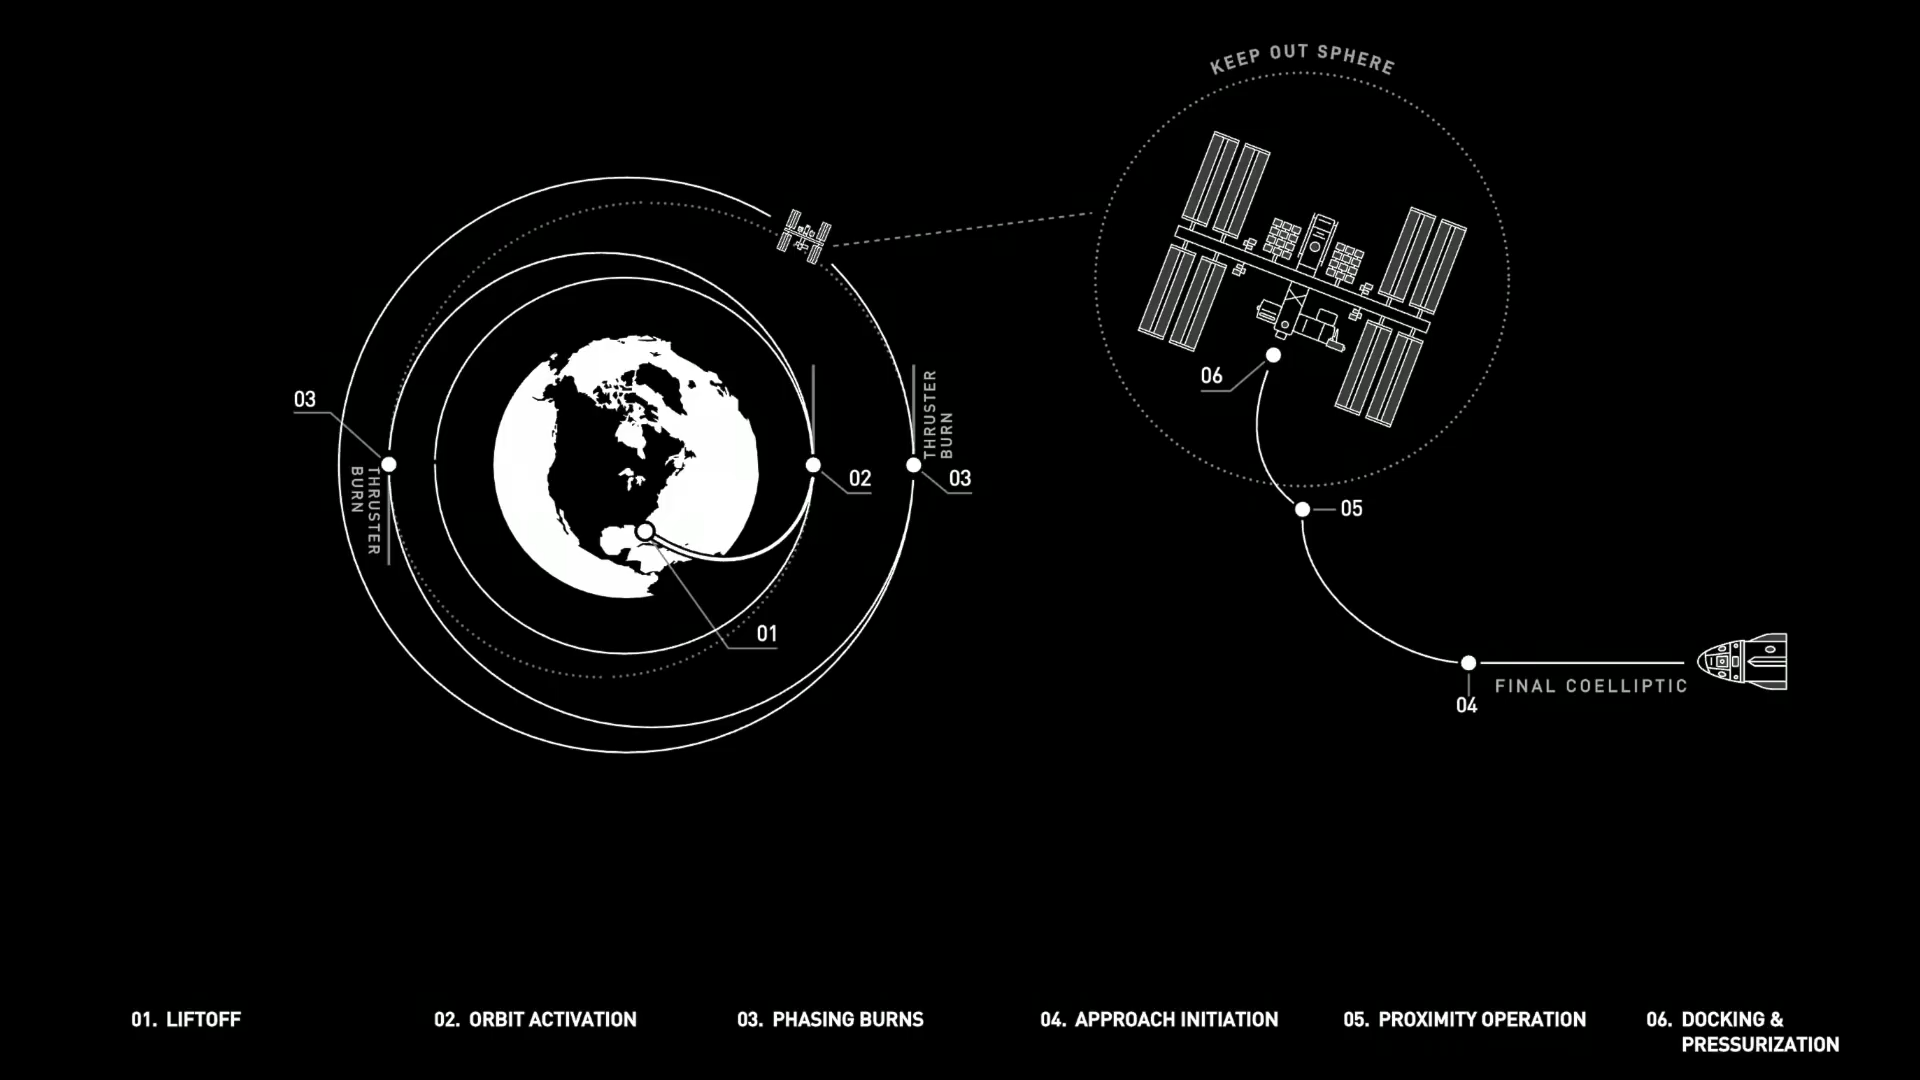 KEEP OUT SPHERE
03
THRUSTER
BURN
02
THRUSTER
BURN
03
01
06
05
FINAL COELLIPTIC
04
01. LIFTOFF
02. ORBIT ACTIVATION
03. PHASING BURNS
04. APPROACH INITIATION
05. PROXIMITY OPERATION
06. DOCKING &
PRESSURIZATION